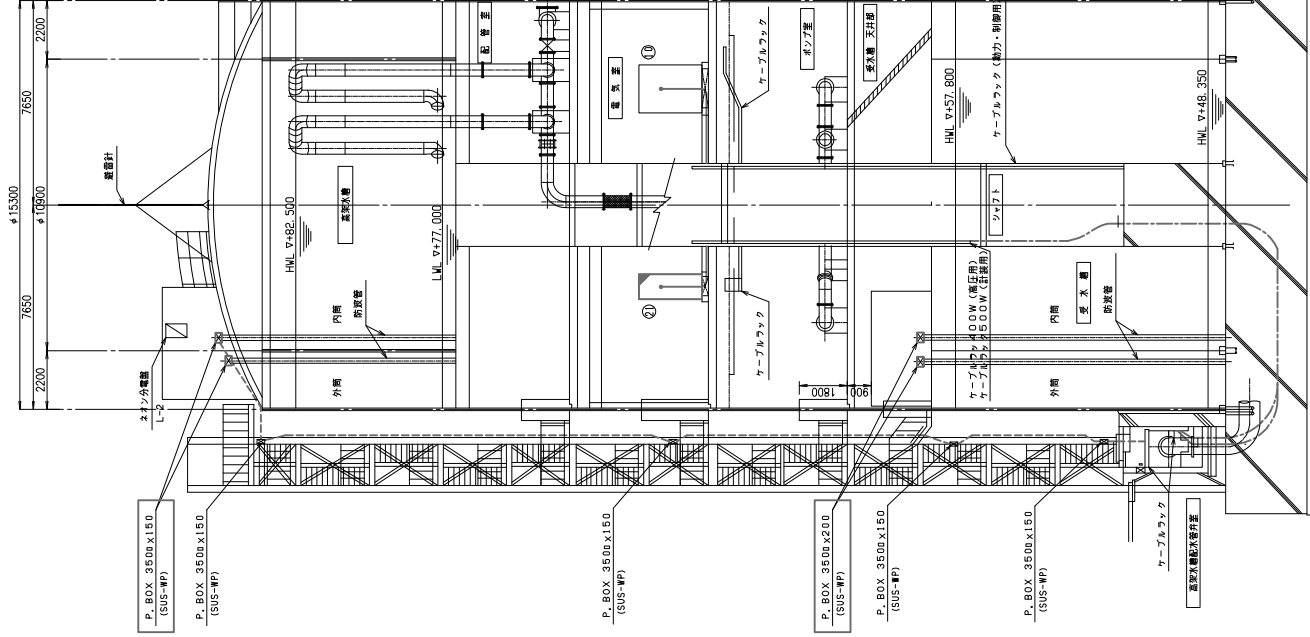 φ15300
φ10900
2200
7650
7650
2200
避雷針
ネオン分電盤
L-2
HWL ▽+82.500
高架水槽
LWL ▽+77.000
内筒
防波管
外筒
配管室
電気室
⑩
㉑
ケーブルラック
ケーブルラック
ポンプ室
受水槽 天井部
1800
900
HWL ▽+57.800
ケーブルラック (動力・制御用)
HWL ▽+48.350
シャフト
ケーブルラック400W (高圧用)
ケーブルラック500W (計装用)
内筒
受水槽
防波管
外筒
P.BOX 350□x150
(SUS-WP)
P.BOX 350□x150
(SUS-WP)
P.BOX 350□x150
(SUS-WP)
P.BOX 350□x200
(SUS-WP)
P.BOX 350□x150
(SUS-WP)
P.BOX 350□x150
(SUS-WP)
ケーブルラック
高架水槽配水管弁室